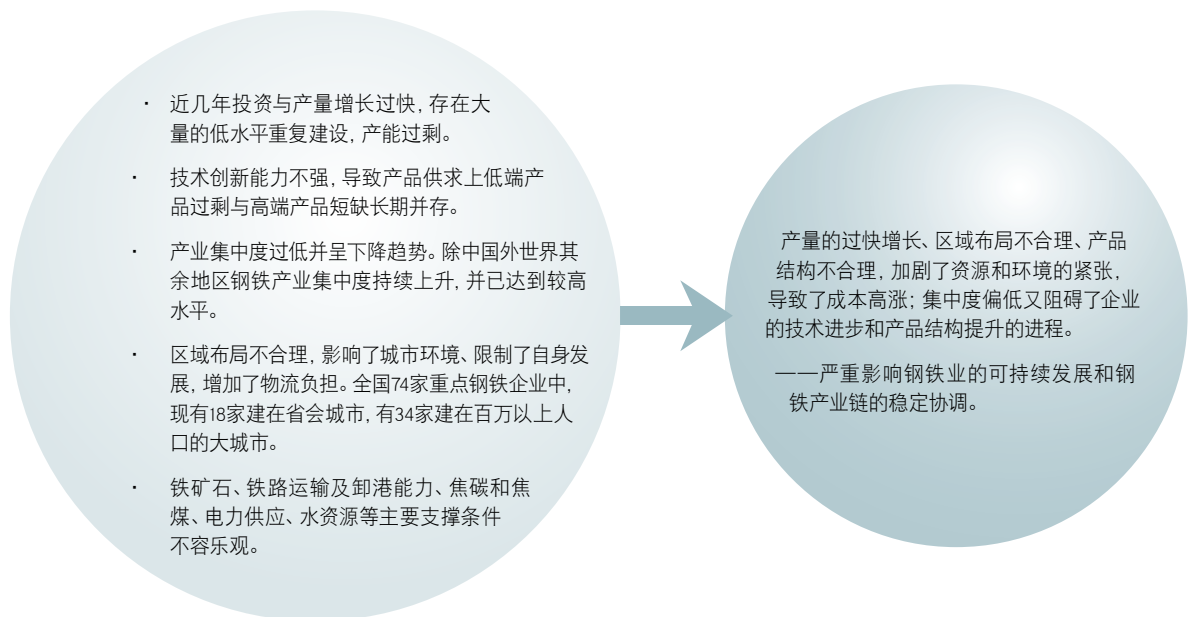 · 近几年投资与产量增长过快, 存在大
量的低水平重复建设, 产能过剩。
· 技术创新能力不强, 导致产品供求上低端产
品过剩与高端产品短缺长期并存。
· 产业集中度过低并呈下降趋势。除中国外世界其
余地区钢铁产业集中度持续上升, 并已达到较高
水平。
· 区域布局不合理, 影响了城市环境、限制了自身发
展, 增加了物流负担。全国74家重点钢铁企业中,
现有18家建在省会城市, 有34家建在百万以上人
口的大城市。
· 铁矿石、铁路运输及卸港能力、焦碳和焦
煤、电力供应、水资源等主要支撑条件
不容乐观。
产量的过快增长、区域布局不合理、产品
结构不合理, 加剧了资源和环境的紧张,
导致了成本高涨; 集中度偏低又阻碍了企业
的技术进步和产品结构提升的进程。
——严重影响钢铁业的可持续发展和钢
铁产业链的稳定协调。